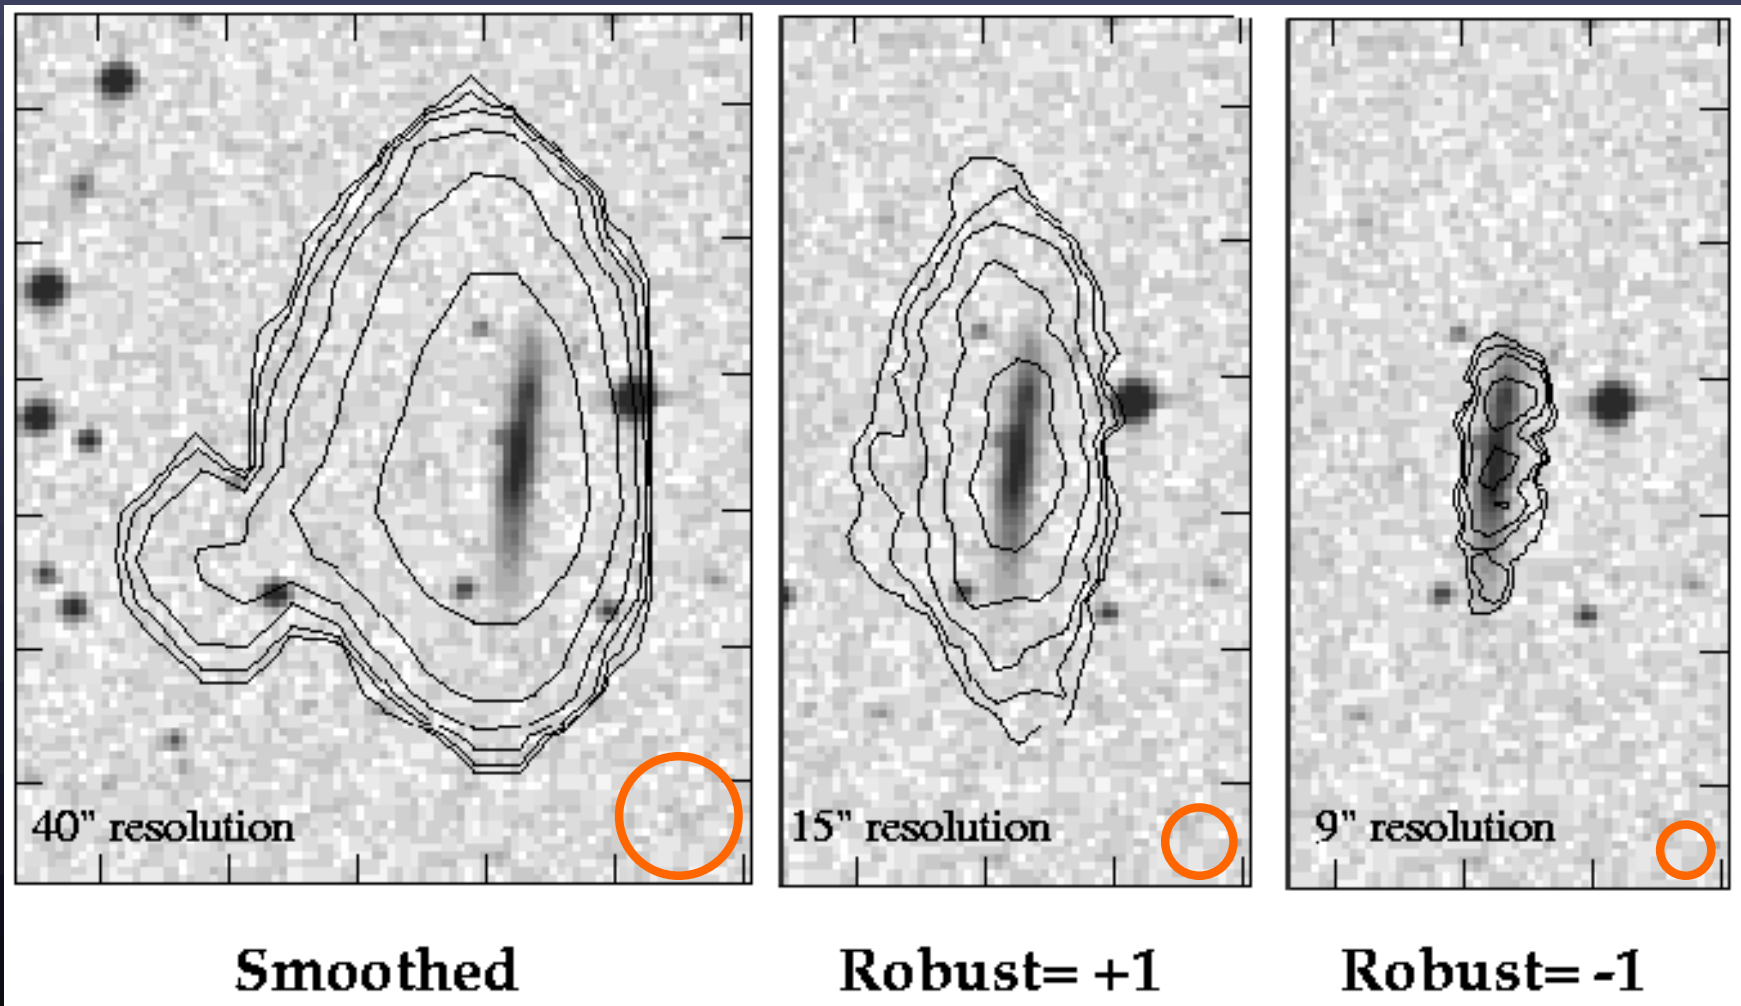 40" resolution
15" resolution
9" resolution
Smoothed
Robust= +1
Robust= -1